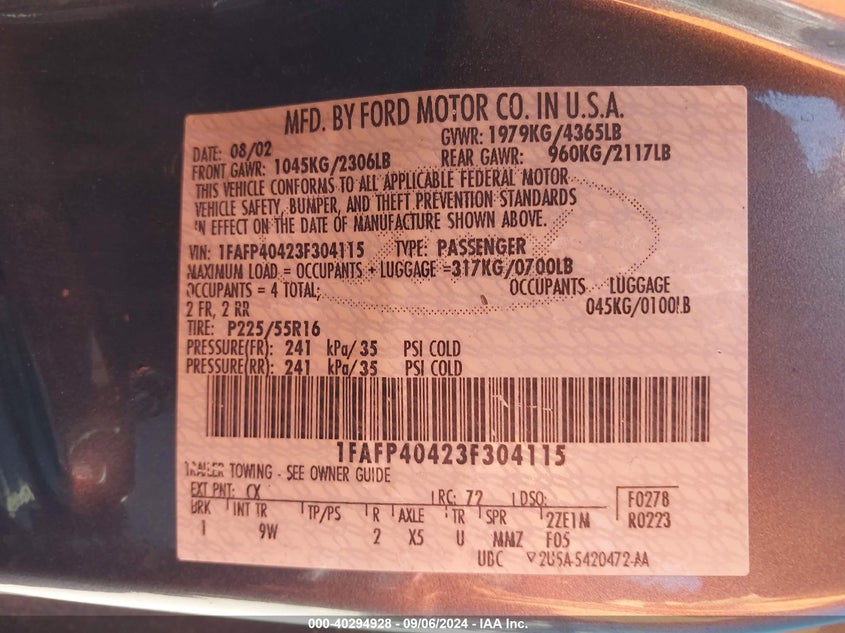 MFD. BY FORD MOTOR CO. IN U.S.A.
DATE: 08/02 GVWR: 1979KG/4365LB
FRONT GAWR: 1045KG/2306LB REAR GAWR: 960KG/2117LB
THIS VEHICLE CONFORMS TO ALL APPLICABLE FEDERAL MOTOR
VEHICLE SAFETY, BUMPER, AND THEFT PREVENTION STANDARDS
IN EFFECT ON THE DATE OF MANUFACTURE SHOWN ABOVE.
VIN: 1FAFP40423F304115 TYPE: PASSENGER
MAXIMUM LOAD = OCCUPANTS + LUGGAGE =317KG/0700LB
OCCUPANTS = 4 TOTAL; OCCUPANTS LUGGAGE
2 FR, 2 RR 045KG/0100LB
TIRE: P225/55R16
PRESSURE(FR): 241 kPa/35 PSI COLD
PRESSURE(RR): 241 kPa/35 PSI COLD
1FAFP40423F304115
TRAILER TOWING - SEE OWNER GUIDE
EXT PNT: CX RC: 72 DSO: F0278
BRK INT TR TP/PS R AXLE TR SPR 2ZE1M R0223
1 9W 2 X5 U MMZ F05
UBC 2U5A-5420472-AA
000-40294928 - 09/06/2024 - IAA Inc.